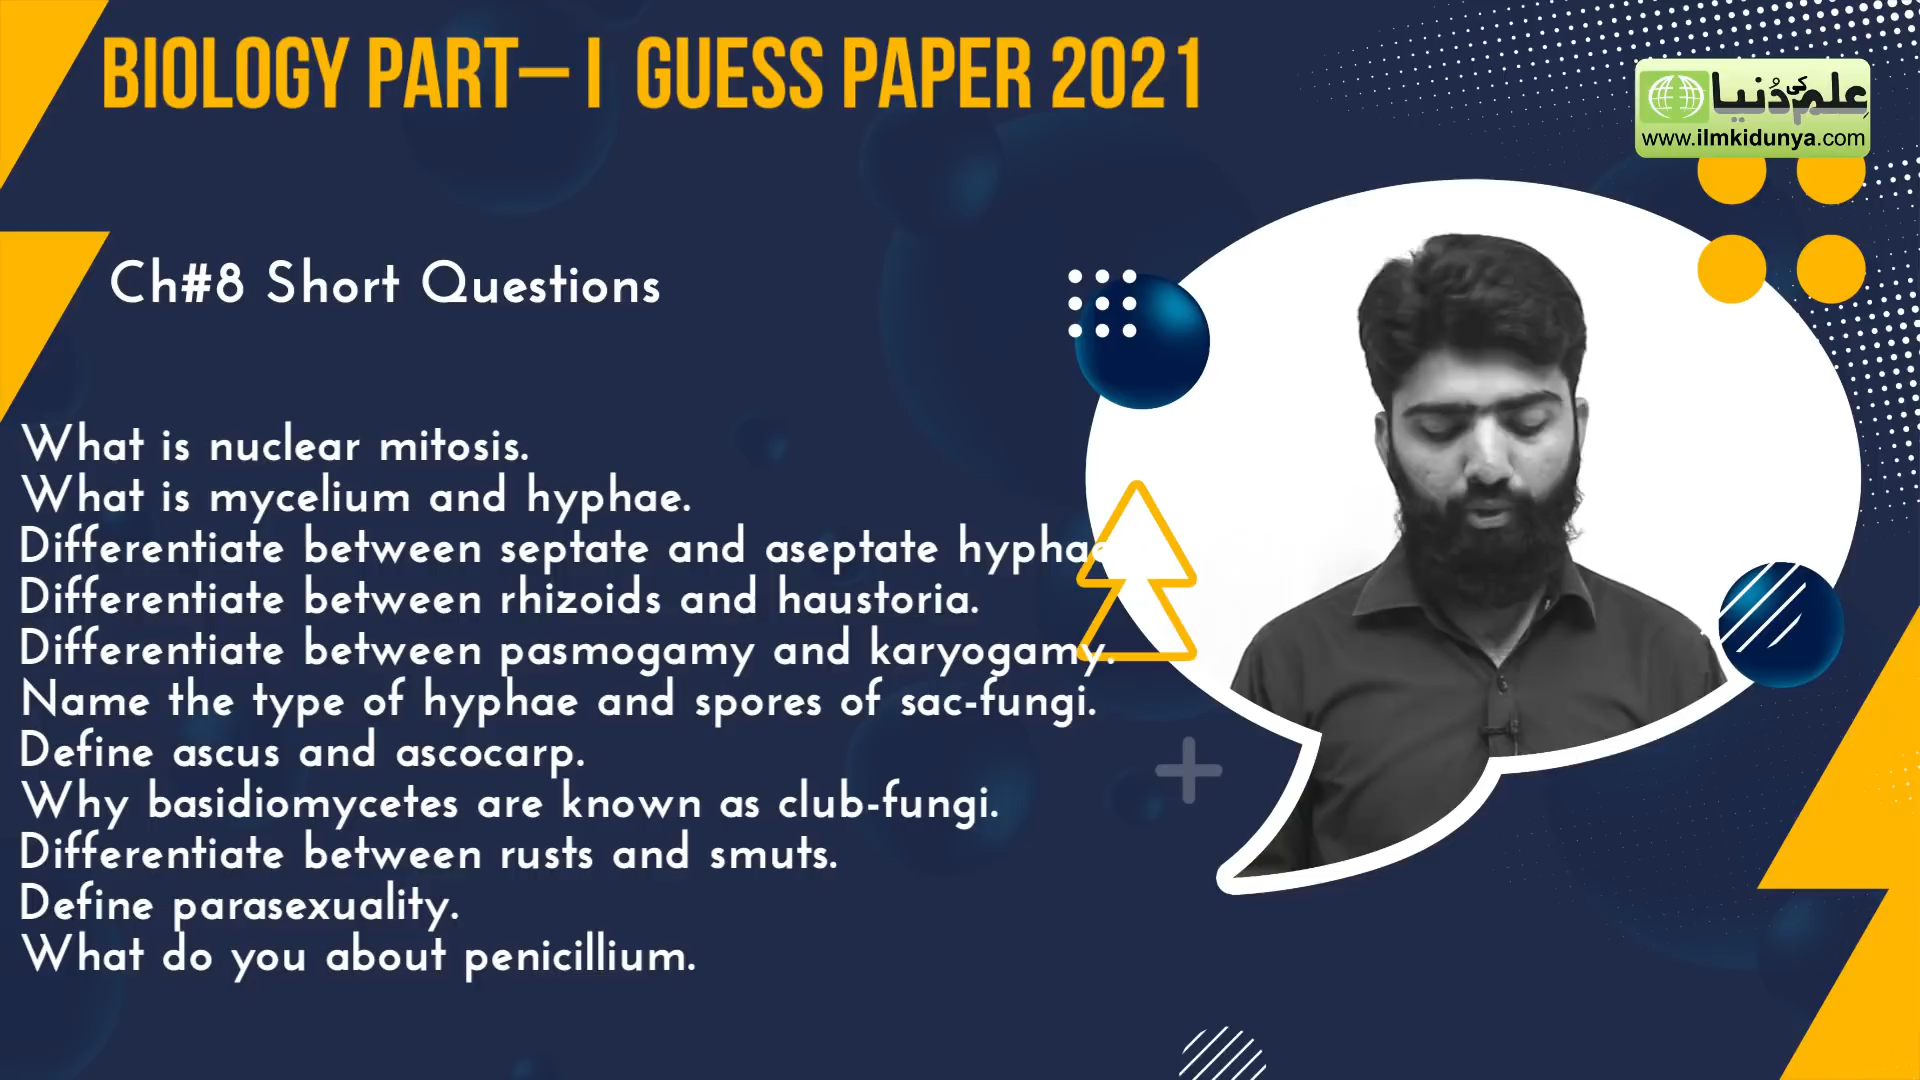 BIOLOGY PART– I GUESS PAPER 2021
علم کی دُنیا
www.ilmkidunya.com
Ch#8 Short Questions
What is nuclear mitosis.
What is mycelium and hyphae.
Differentiate between septate and aseptate hyphae
Differentiate between rhizoids and haustoria.
Differentiate between pasmogamy and karyogamy.
Name the type of hyphae and spores of sac-fungi.
Define ascus and ascocarp.
Why basidiomycetes are known as club-fungi.
Differentiate between rusts and smuts.
Define parasexuality.
What do you about penicillium.